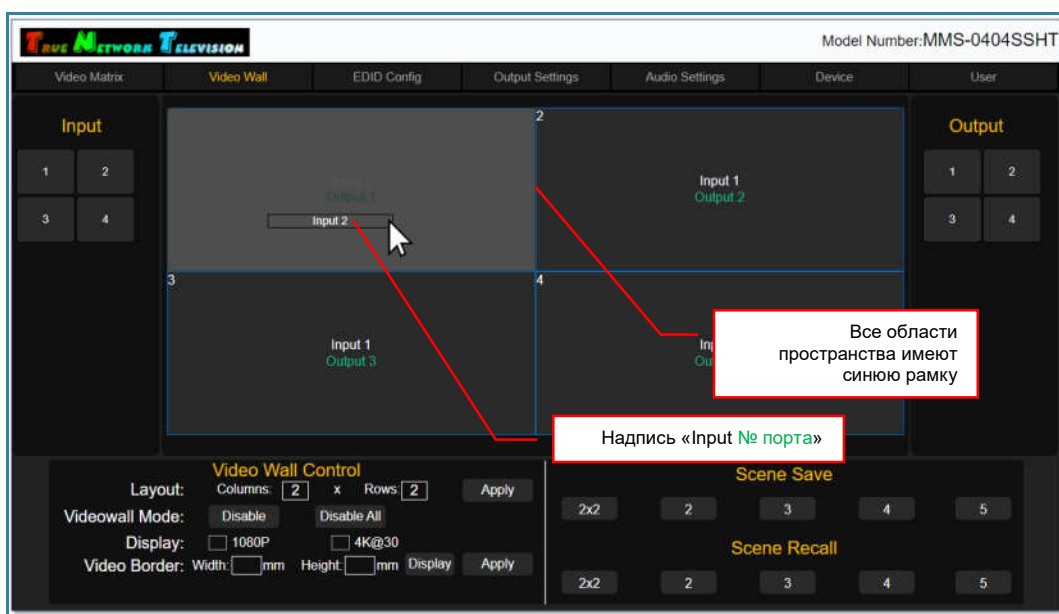 TRUE NETWORK TELEVISION
Model Number:MMS-0404SSHT
Video Matrix Video Wall EDID Config Output Settings Audio Settings Device User
Input
1 2
3 4
Output 1
Input 2
2
Input 1
Output 2
3
Input 1
Output 3
4
Все области
пространства имеют
синюю рамку
Надпись «Input № порта»
Output
1 2
3 4
Video Wall Control
Layout: Columns: 2 x Rows: 2 Apply
Videowall Mode: Disable Disable All
Display: 1080P 4K@30
Video Border: Width: mm Height: mm Display Apply
Scene Save
2x2 2 3 4 5
Scene Recall
2x2 2 3 4 5